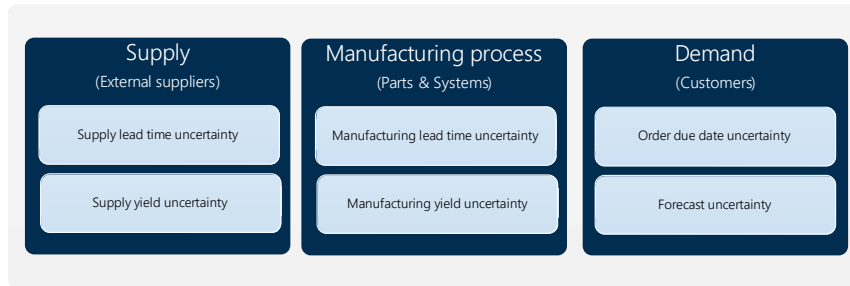 Supply
(External suppliers)
Supply lead time uncertainty
Supply yield uncertainty
Manufacturing process
(Parts & Systems)
Manufacturing lead time uncertainty
Manufacturing yield uncertainty
Demand
(Customers)
Order due date uncertainty
Forecast uncertainty